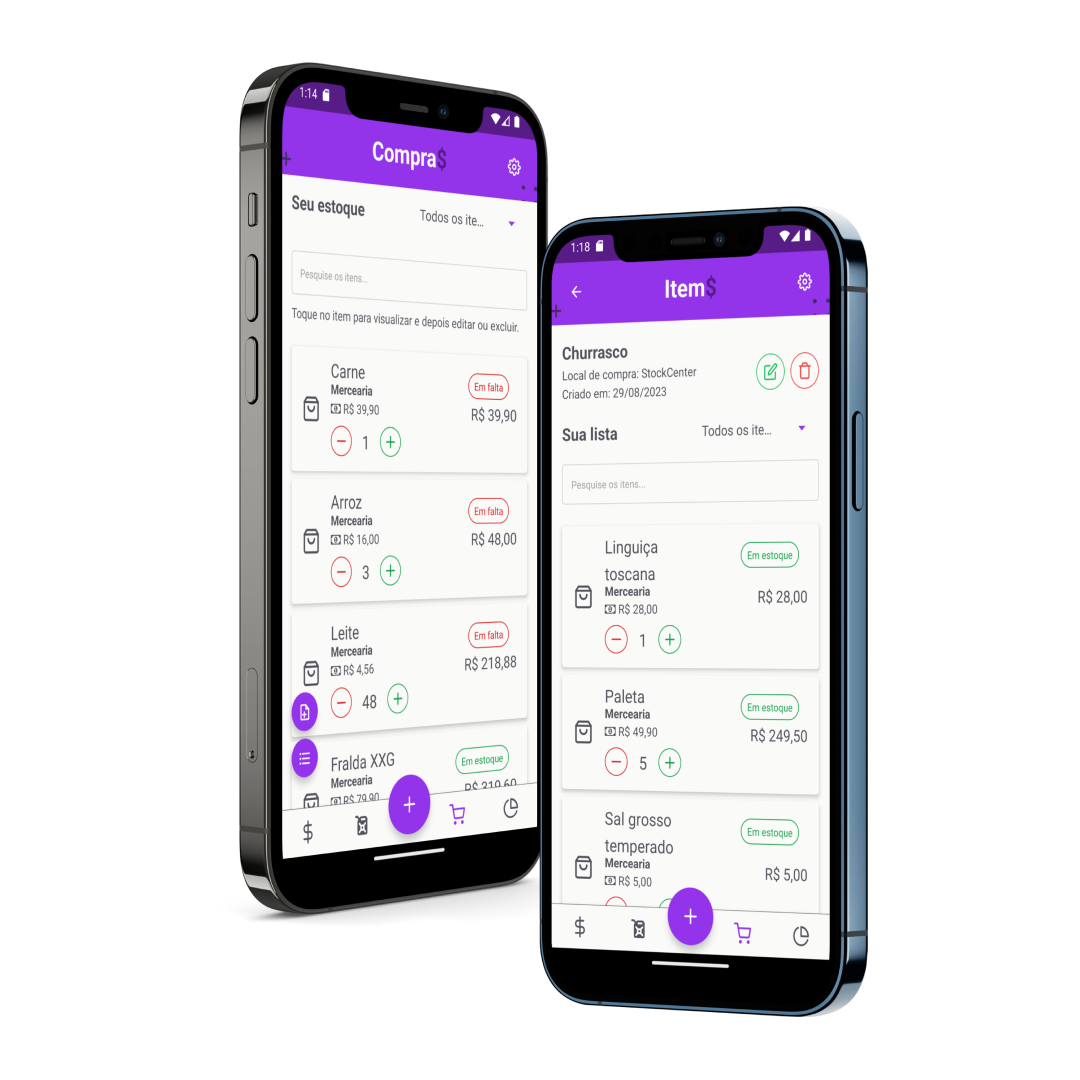 1:14
Compra$
Seu estoque
Todos os ite...
Pesquise os itens...
Toque no item para visualizar e depois editar ou excluir.
Carne
Mercearia
R$ 39,90
Em falta
R$ 39,90
1
Arroz
Mercearia
R$ 16,00
Em falta
R$ 48,00
3
Leite
Mercearia
R$ 4,56
Em falta
R$ 218,88
48
Fralda XXG
Mercearia
R$ 79,90
Em estoque
R$ 319,60
1:18
Item$
Churrasco
Local de compra: StockCenter
Criado em: 29/08/2023
Sua lista
Todos os ite...
Pesquise os itens...
Linguiça
toscana
Mercearia
R$ 28,00
Em estoque
R$ 28,00
1
Paleta
Mercearia
R$ 49,90
Em estoque
R$ 249,50
5
Sal grosso
temperado
Mercearia
R$ 5,00
Em estoque
R$ 5,00